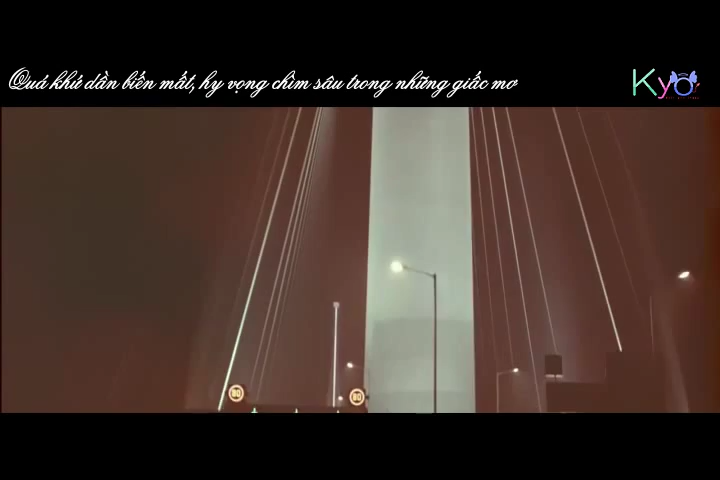 Quá khứ dần biến mất, hy vọng chìm sâu trong những giấc mơ
Kyo
80
80